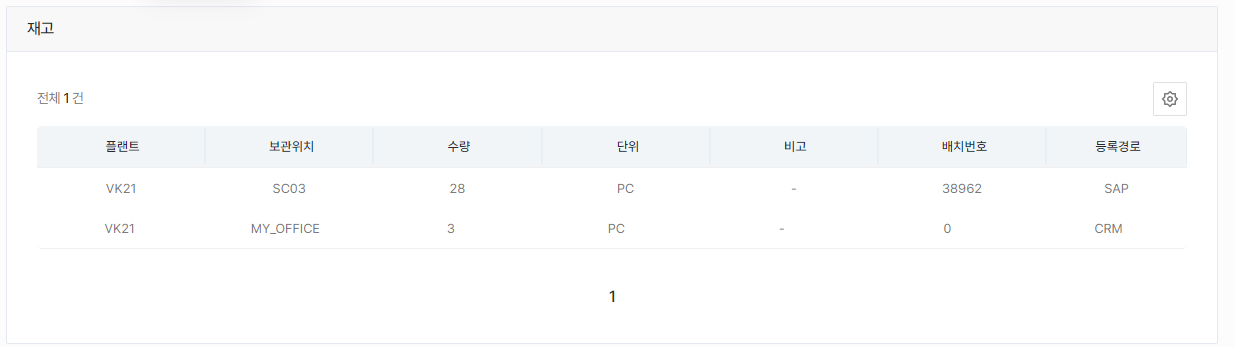 재고
전체 1 건
플랜트 보관위치 수량 단위 비고 배치번호 등록경로
VK21 SC03 28 PC - 38962 SAP
VK21 MY_OFFICE 3 PC - 0 CRM
1